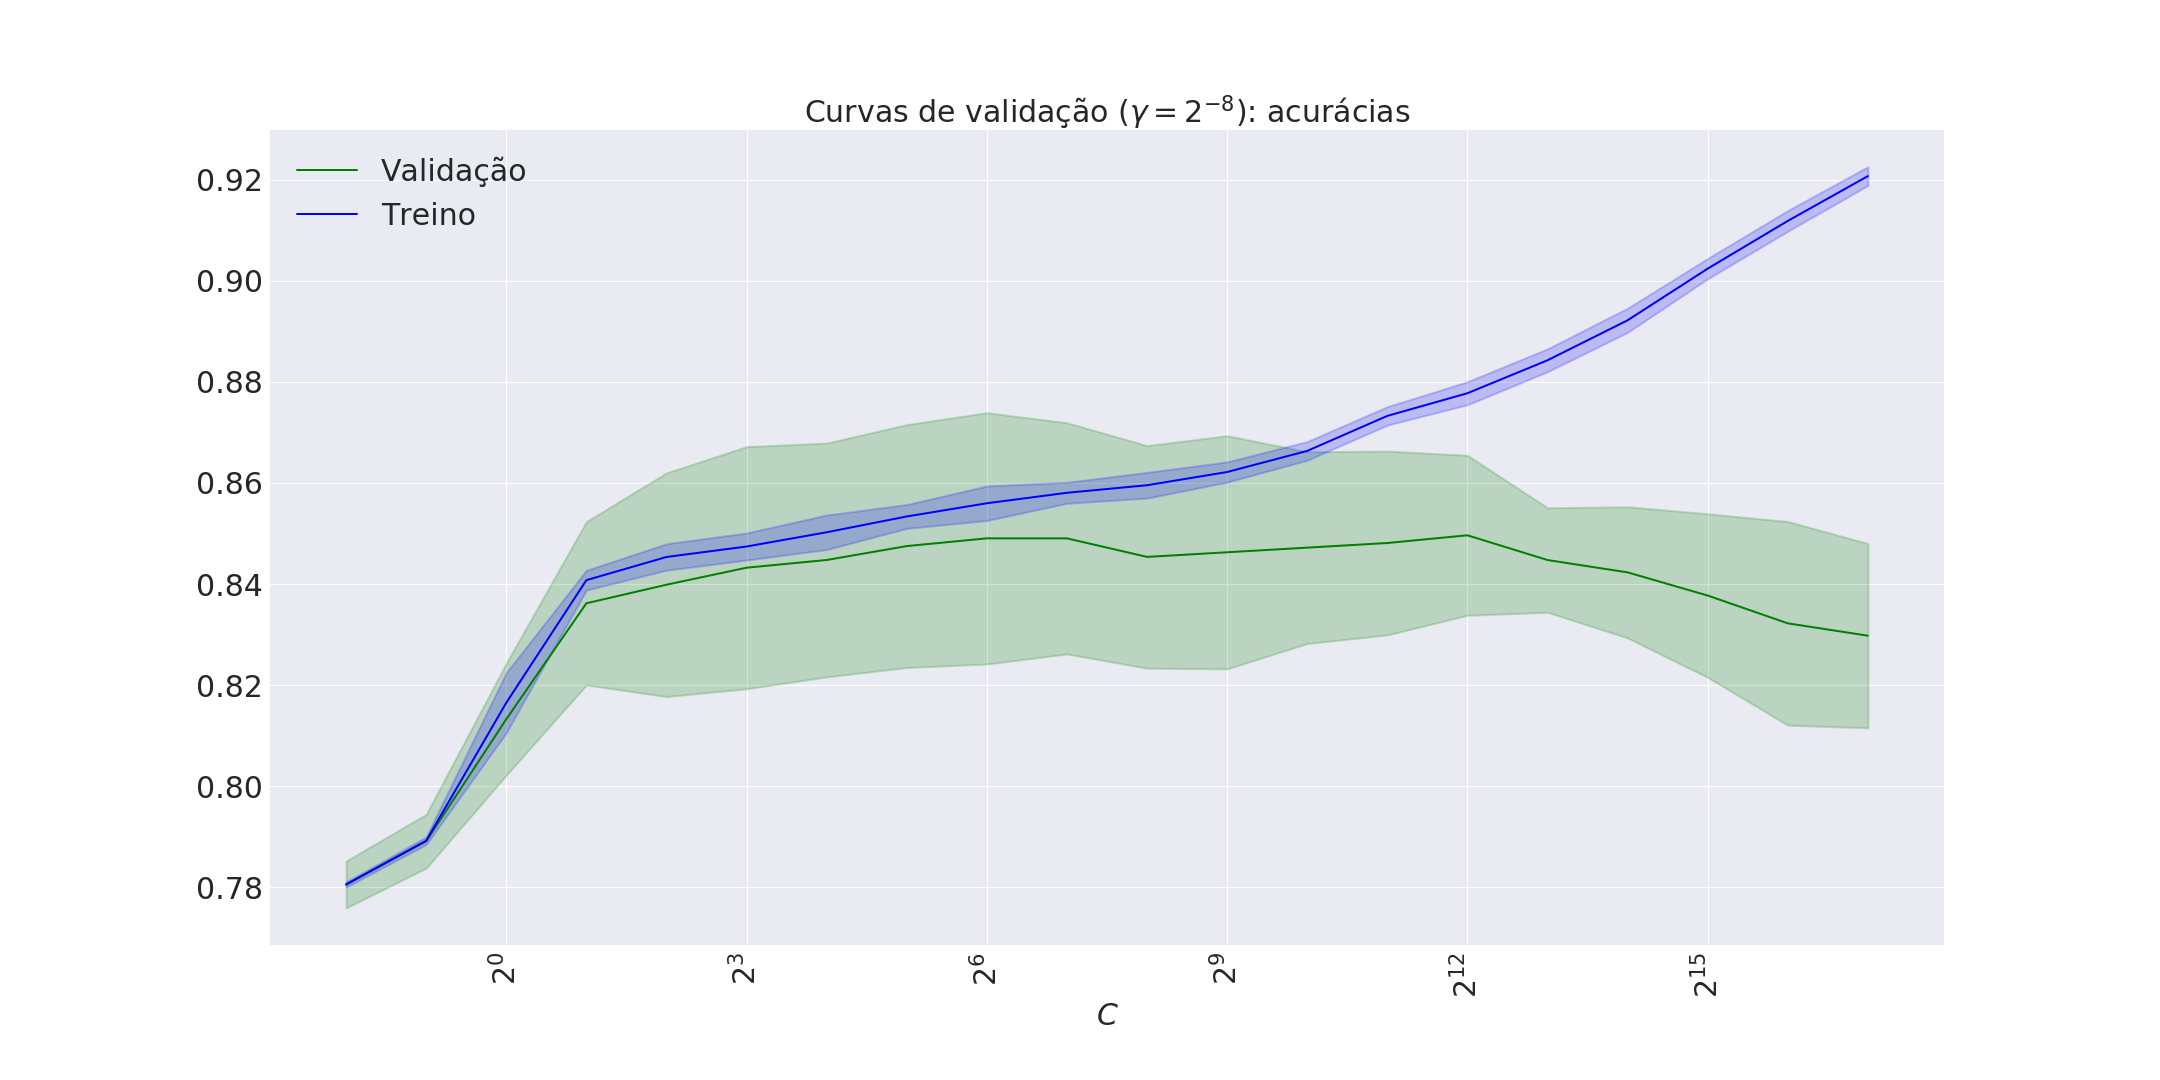 Curvas de validação (γ = 2⁻⁸): acurácias
Validação
Treino
0.92
0.90
0.88
0.86
0.84
0.82
0.80
0.78
2⁰ 2³ 2⁶ 2⁹ 2¹² 2¹⁵
C